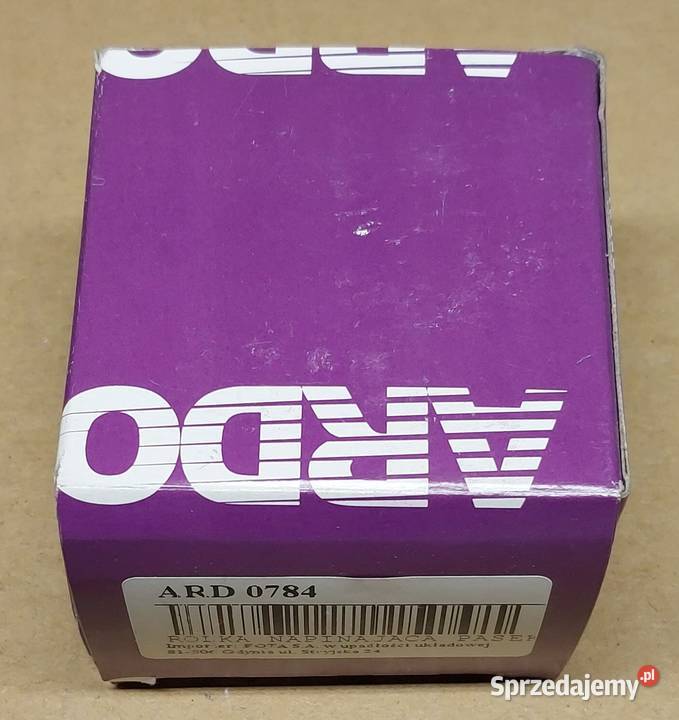 ARDO
ARDO
ARD 0784
ROLKA NAPINAJĄCA PASEK
Importer: FOTA S.A. w upadłości układowej
81-506 Gdynia ul. Stryjska 24
Sprzedajemy.pl